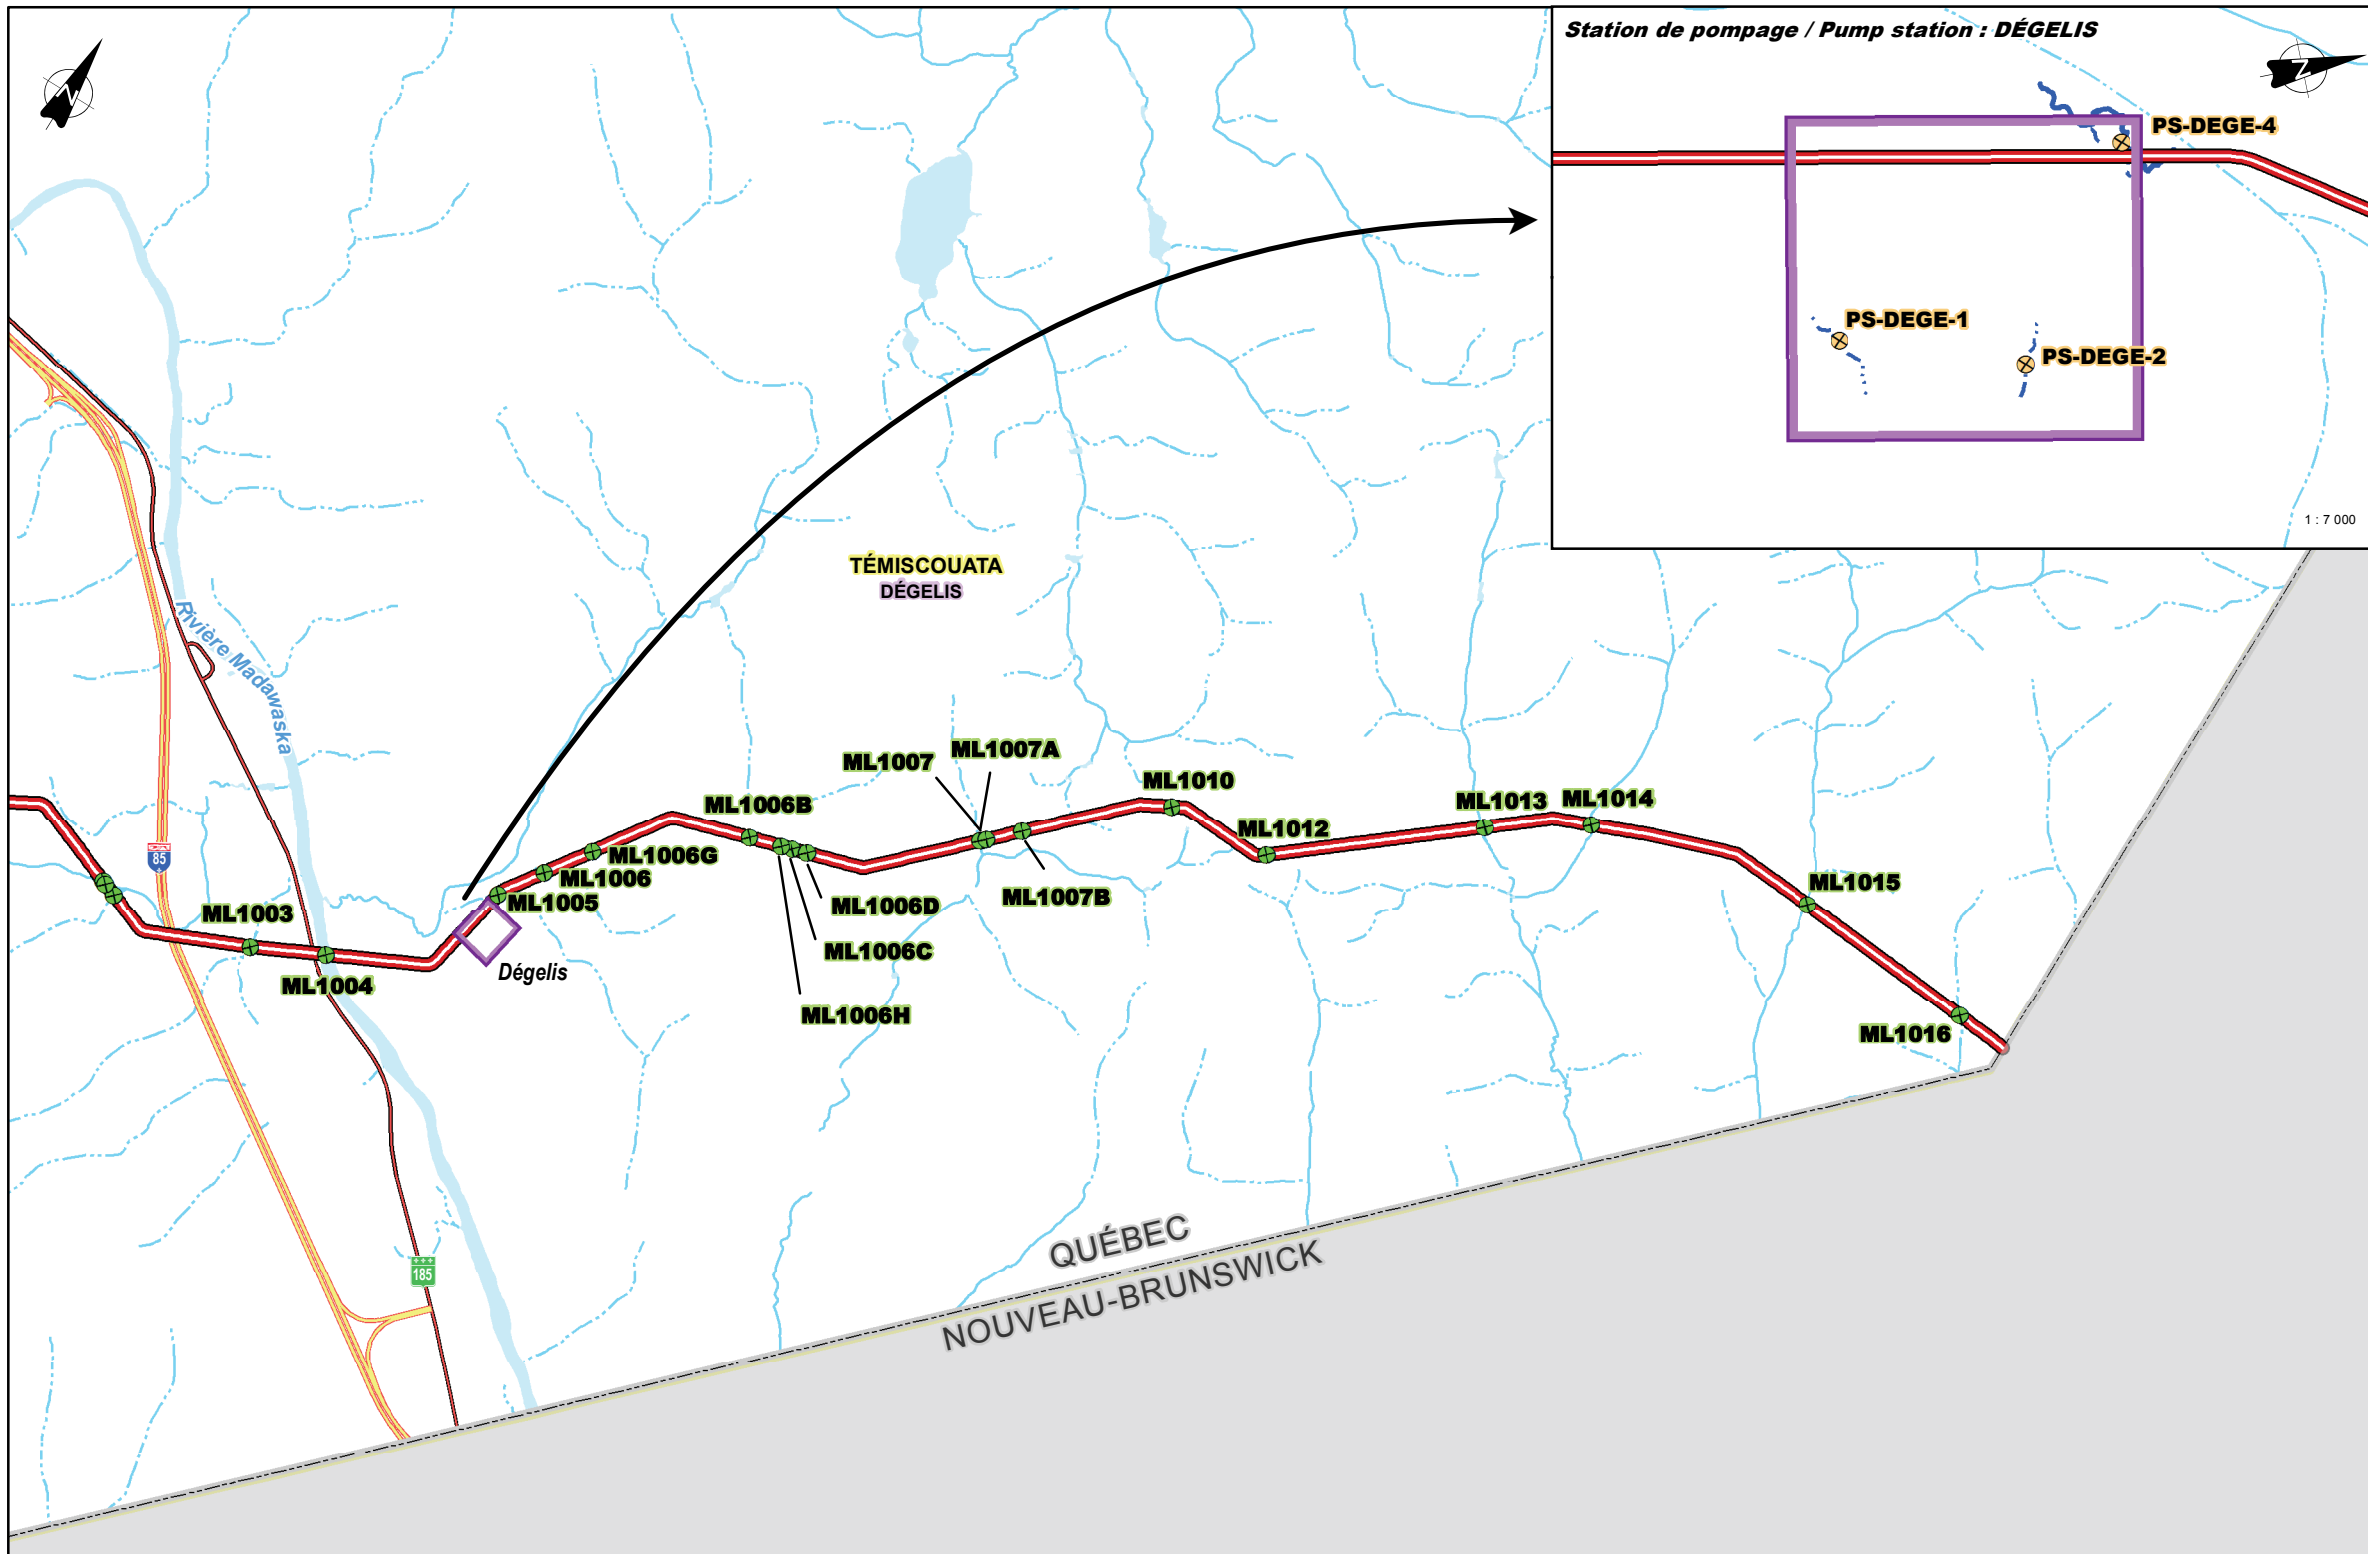 Station de pompage / Pump station : DÉGELIS
N
Z
PS-DEGE-4
PS-DEGE-1
PS-DEGE-2
1 : 7 000
TÉMISCOUATA
DÉGELIS
Rivière Madawaska
ML1007A
ML1007
ML1010
ML1006B
ML1013
ML1014
ML1012
85
ML1006G
ML1006
ML1015
ML1007B
ML1005
ML1006D
ML1003
ML1006C
Dégelis
ML1004
ML1006H
ML1016
QUÉBEC
NOUVEAU-BRUNSWICK
185